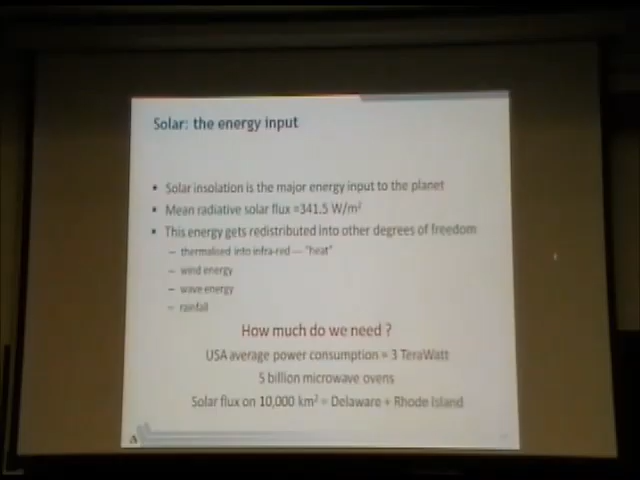 Solar: the energy input
• Solar insolation is the major energy input to the planet
• Mean radiative solar flux =341.5 W/m²
• This energy gets redistributed into other degrees of freedom
– thermalised into infra-red --- "heat"
– wind energy
– wave energy
– rainfall
How much do we need ?
USA average power consumption = 3 TeraWatt
5 billion microwave ovens
Solar flux on 10,000 km² = Delaware + Rhode Island